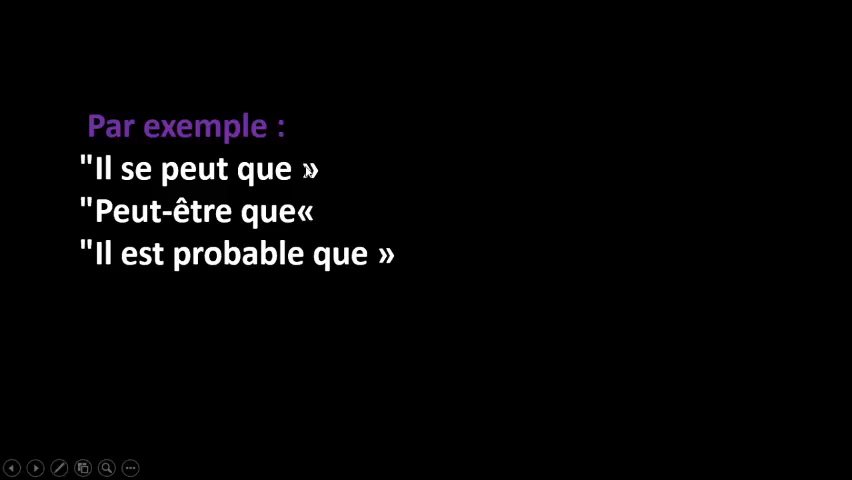 Par exemple :
"Il se peut que »
"Peut-être que«
"Il est probable que »